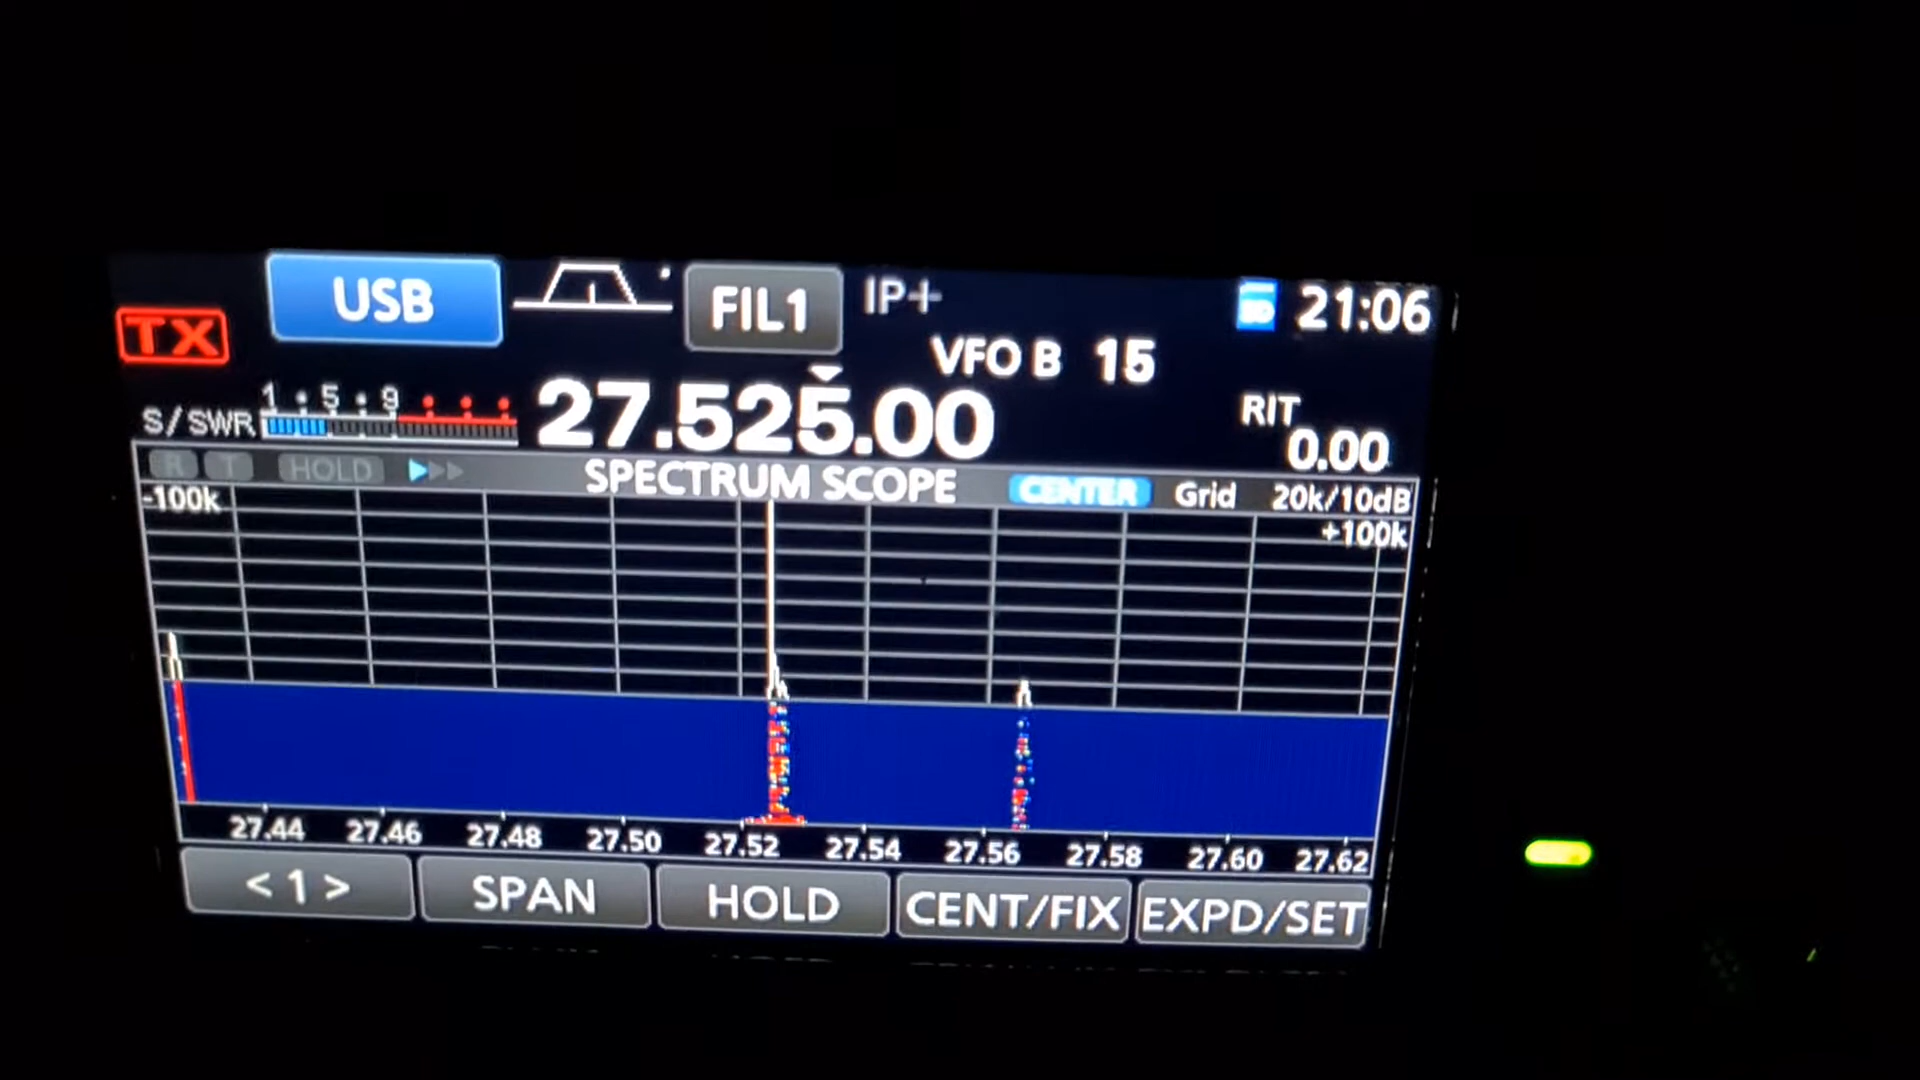 USB FIL1 IP+ SD 21:06
TX
VFO B 15
1 5 9
S/SWR 27.525.00 RIT
0.00
R T HOLD SPECTRUM SCOPE CENTER Grid 20k/10dB
-100k +100k
27.44 27.46 27.48 27.50 27.52 27.54 27.56 27.58 27.60 27.62
< 1 > SPAN HOLD CENT/FIX EXPD/SET